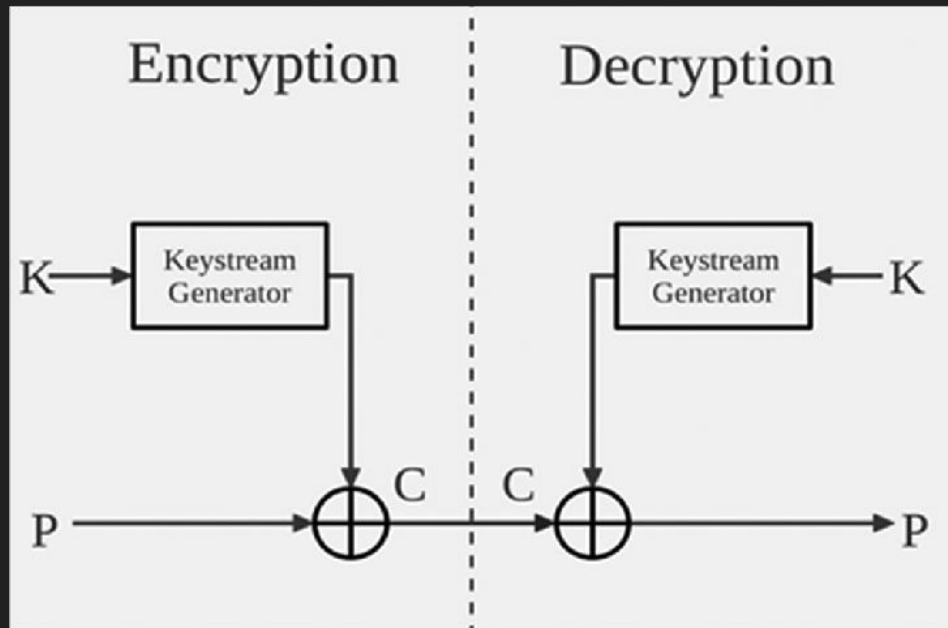 Encryption
Decryption
K
Keystream
Generator
Keystream
Generator
K
C
C
P
P